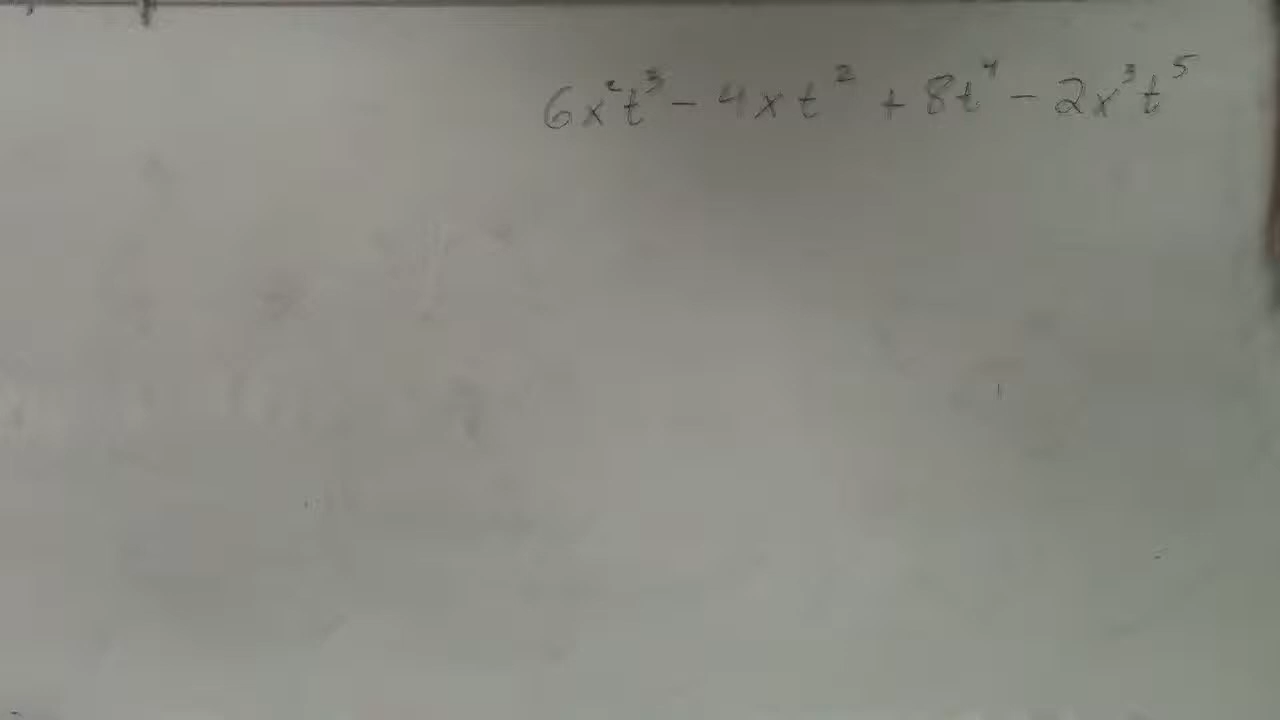 6x²t³ - 4xt² + 8t⁴ - 2x³t⁵